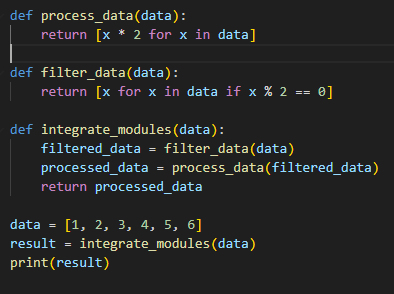 def process_data(data):
    return [x * 2 for x in data]

def filter_data(data):
    return [x for x in data if x % 2 == 0]

def integrate_modules(data):
    filtered_data = filter_data(data)
    processed_data = process_data(filtered_data)
    return processed_data

data = [1, 2, 3, 4, 5, 6]
result = integrate_modules(data)
print(result)